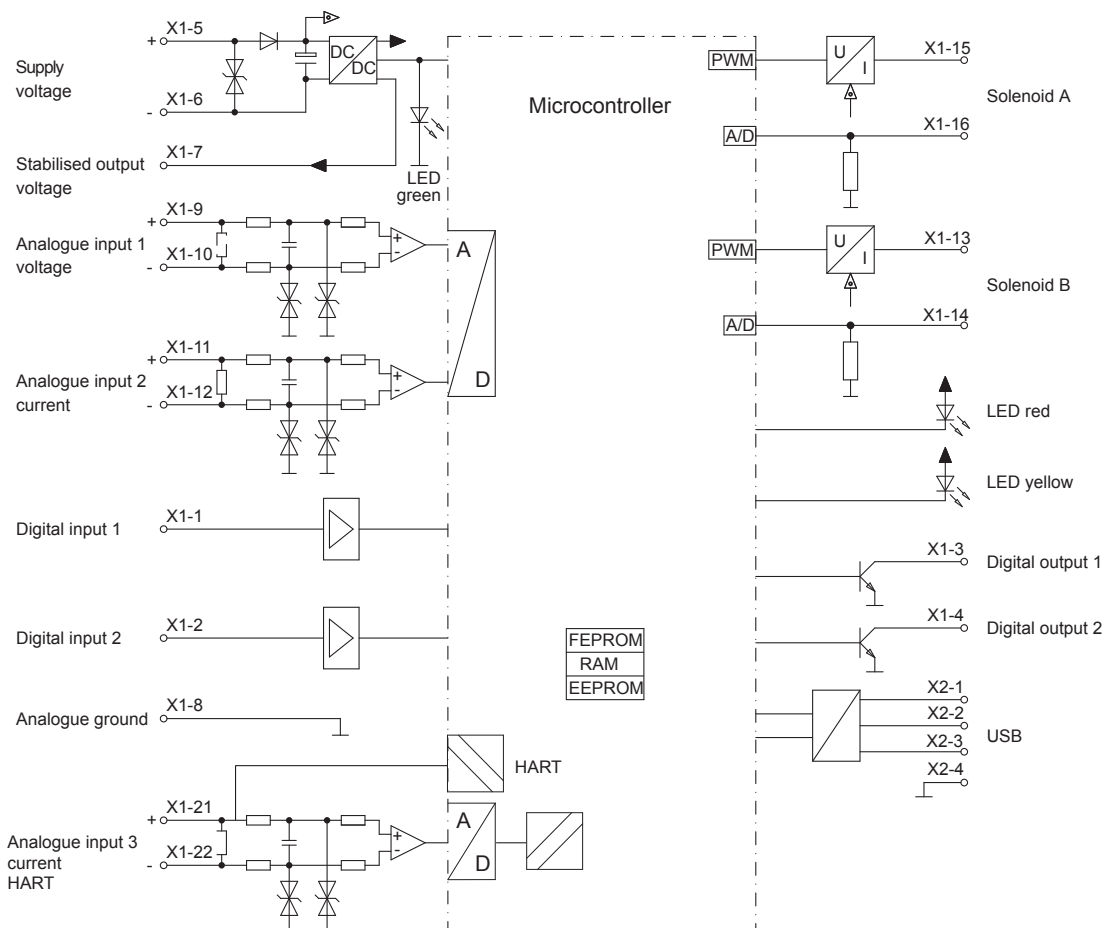 X1-5
+
Supply
voltage
X1-6
-
DC
DC
X1-7
Stabilised output
voltage
LED
green
X1-9
+
Analogue input 1
voltage
X1-10
-
+
-
A
D
X1-11
+
Analogue input 2
current
X1-12
-
+
-
Digital input 1
X1-1
Digital input 2
X1-2
Analogue ground
X1-8
HART
X1-21
+
Analogue input 3
current
HART
X1-22
-
+
-
A
D
Microcontroller
FEPROM
RAM
EEPROM
PWM
U
I
X1-15
Solenoid A
A/D
X1-16
PWM
U
I
X1-13
Solenoid B
A/D
X1-14
LED red
LED yellow
X1-3
Digital output 1
X1-4
Digital output 2
X2-1
X2-2
X2-3
USB
X2-4